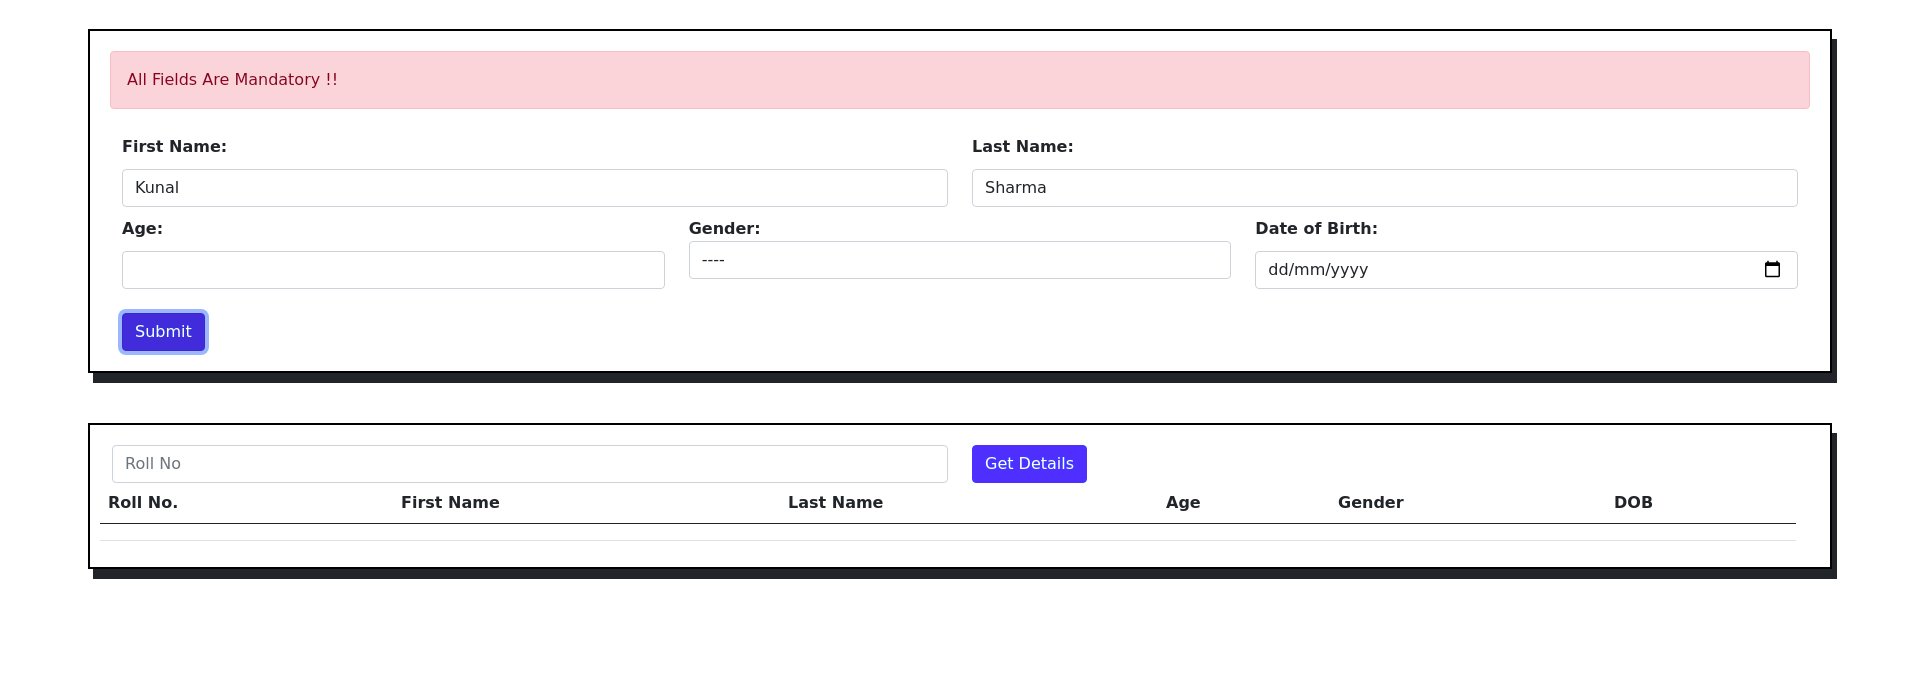 All Fields Are Mandatory !!
First Name: Last Name:
Kunal Sharma
Age: Gender: Date of Birth:
---- dd/mm/yyyy
Submit
Roll No Get Details
Roll No. First Name Last Name Age Gender DOB